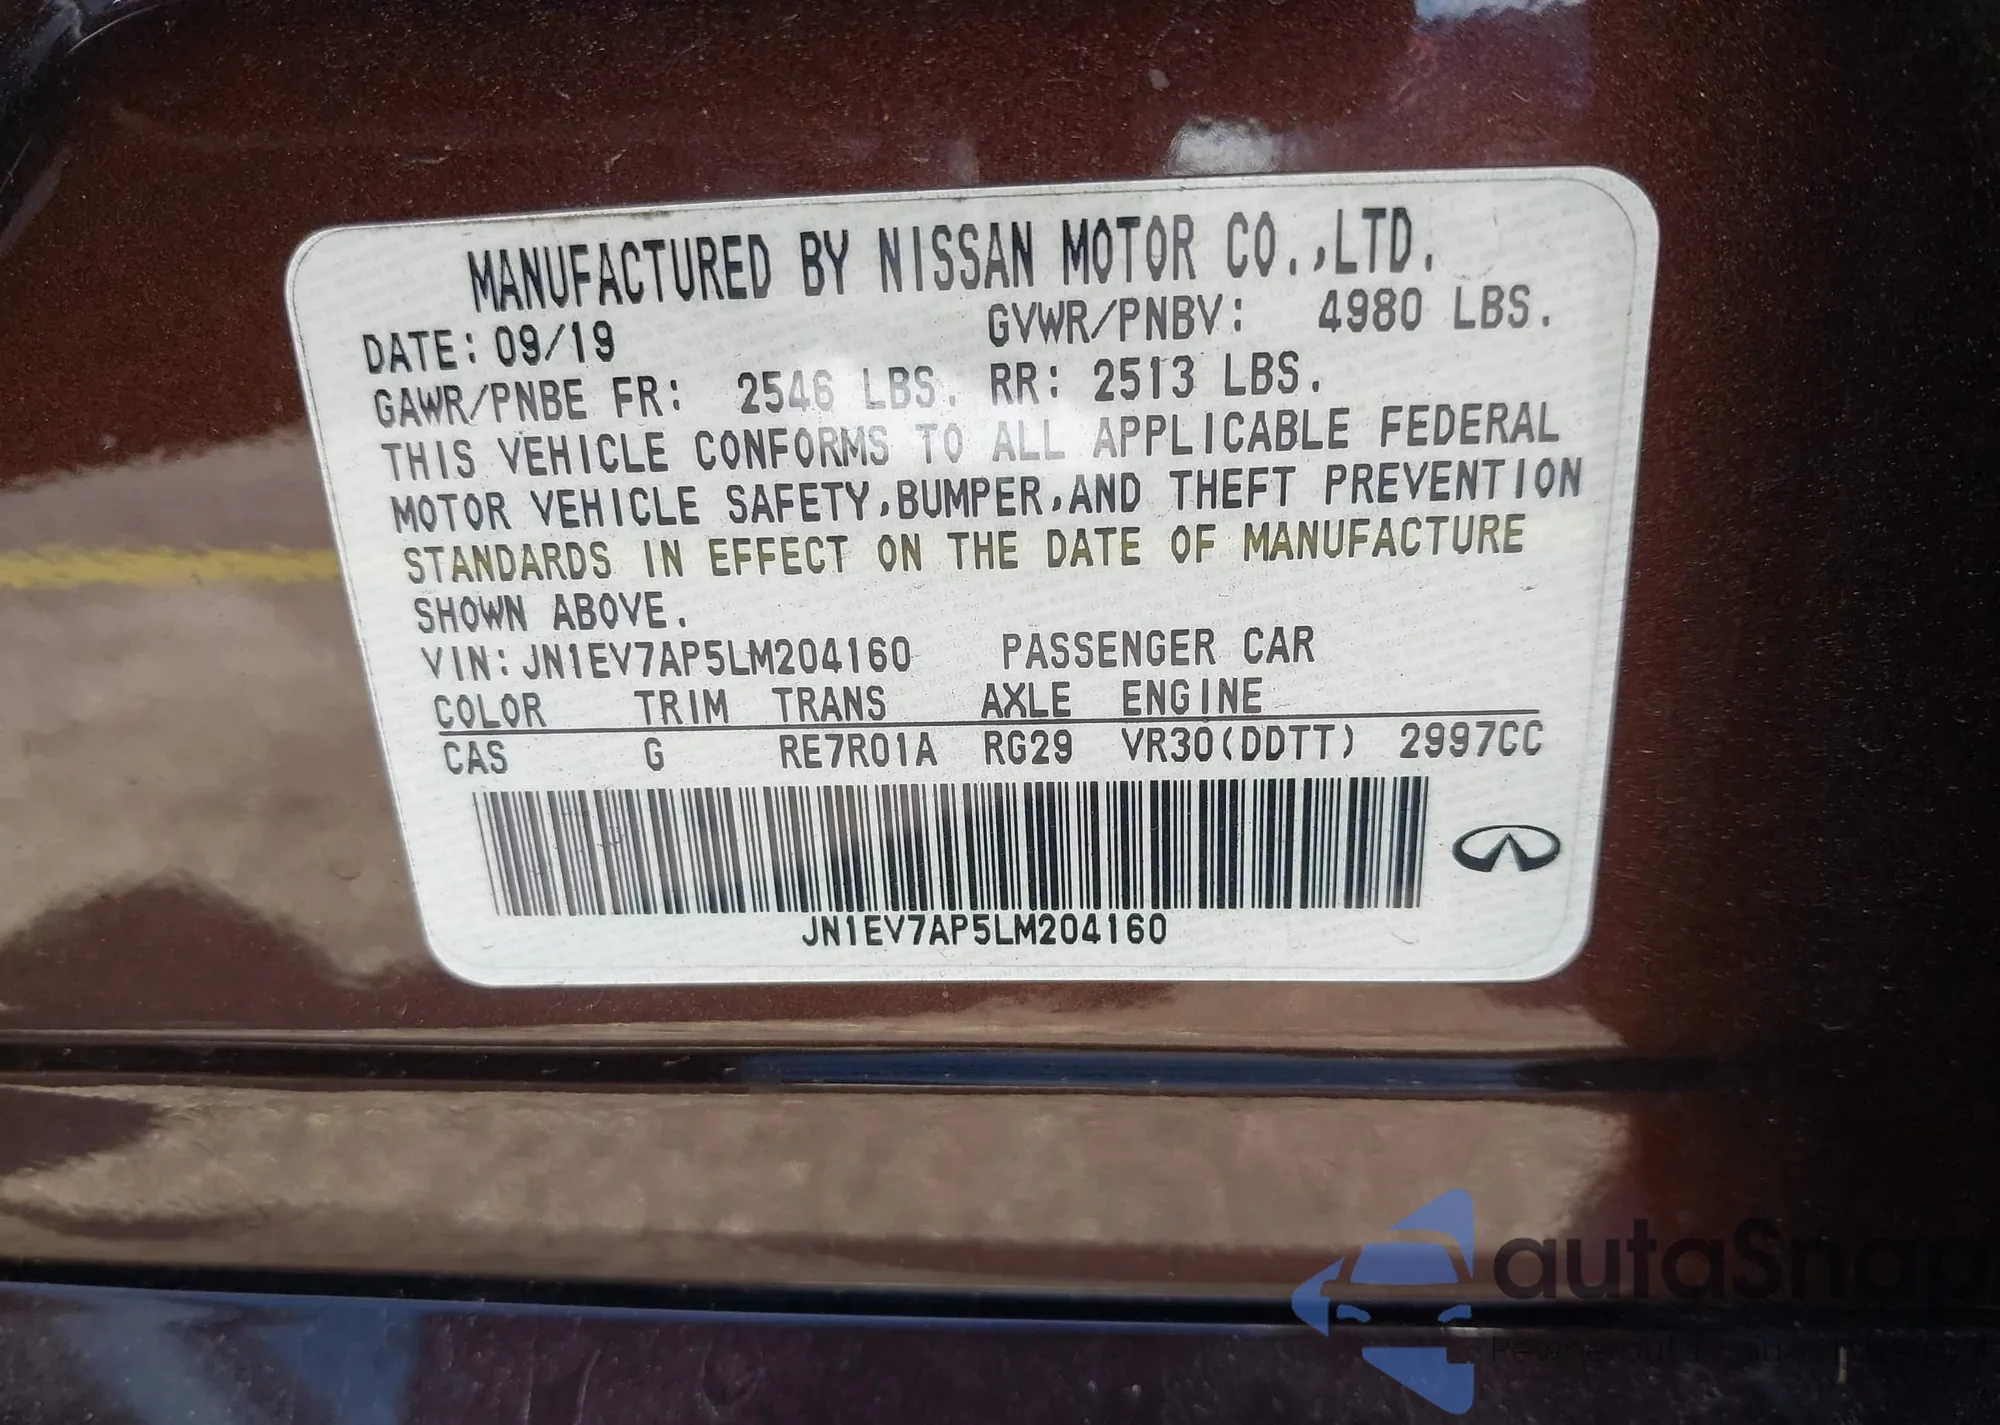 MANUFACTURED BY NISSAN MOTOR CO.,LTD.
DATE: 09/19 GVWR/PNBV: 4980 LBS.
GAWR/PNBE FR: 2546 LBS. RR: 2513 LBS.
THIS VEHICLE CONFORMS TO ALL APPLICABLE FEDERAL
MOTOR VEHICLE SAFETY,BUMPER,AND THEFT PREVENTION
STANDARDS IN EFFECT ON THE DATE OF MANUFACTURE
SHOWN ABOVE.
VIN: JN1EV7AP5LM204160 PASSENGER CAR
COLOR TRIM TRANS AXLE ENGINE
CAS G RE7R01A RG29 VR30(DDTT) 2997CC
JN1EV7AP5LM204160
autaSnap